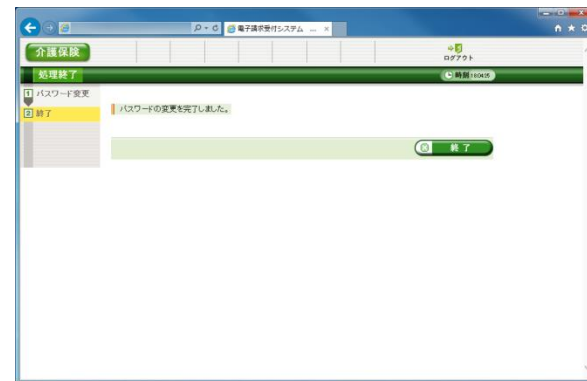 電子請求受付システム ...
介護保険
ログアウト
処理終了
時刻
1 パスワード変更
2 終了
パスワードの変更を完了しました。
終了